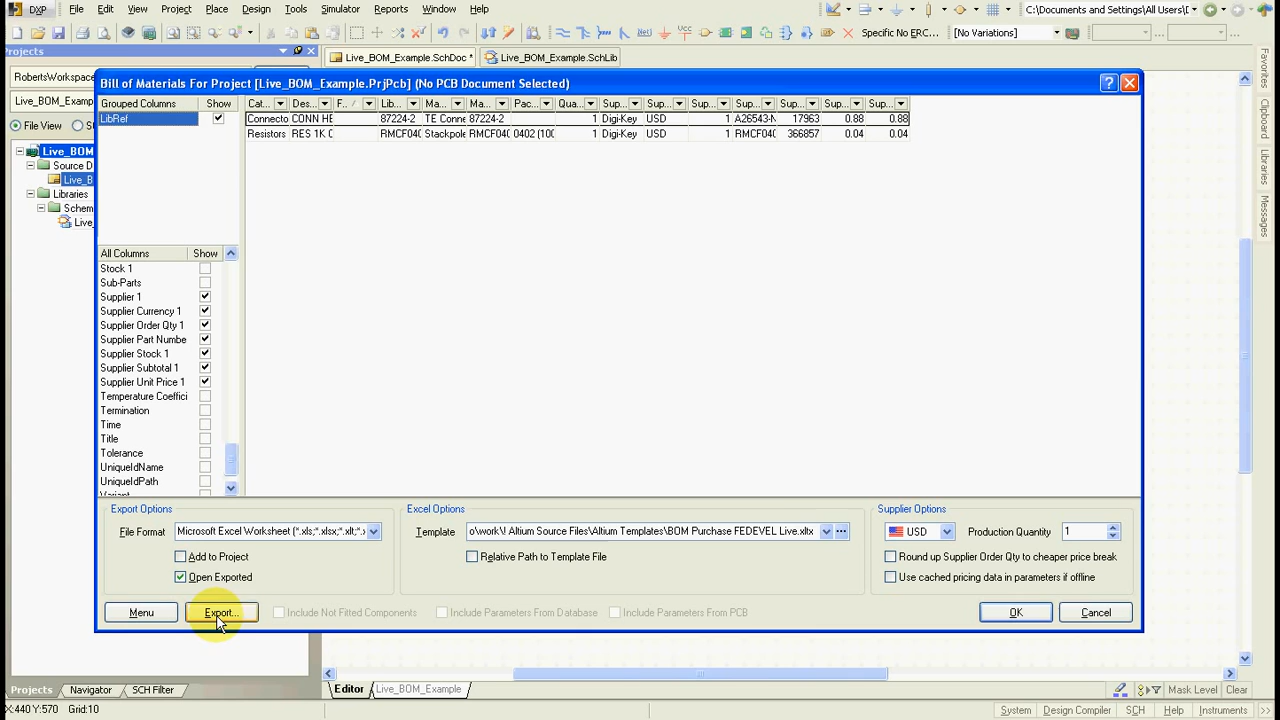 DXP File Edit View Project Place Design Tools Simulator Reports Window Help C:\Documents and Settings\All Users\D
Specific No ERC... [No Variations]
Projects
Live_BOM_Example.SchDoc *
Live_BOM_Example.SchLib
RobertsWorkspa
Live_BOM_Examp
File View
Live_BOM
Source D
Live_B
Libraries
Schem
Live_
Bill of Materials For Project [Live_BOM_Example.PrjPcb] (No PCB Document Selected)
Grouped Columns Show
LibRef
Cat... Des... F... Lib... Ma... Ma... Pac... Qua... Sup... Sup... Sup... Sup... Sup... Sup... Sup...
Connecto CONN HE 87224-2 TE Conne 87224-2 1 Digi-Key USD 1 A26543-N 17963 0.88 0.88
Resistors RES 1K C RMCF040 Stackpole RMCF040 0402 (100 1 Digi-Key USD 1 RMCF040 366857 0.04 0.04
All Columns Show
Stock 1
Sub-Parts
Supplier 1
Supplier Currency 1
Supplier Order Qty 1
Supplier Part Numbe
Supplier Stock 1
Supplier Subtotal 1
Supplier Unit Price 1
Temperature Coeffici
Termination
Time
Title
Tolerance
UniqueIdName
UniqueIdPath
Variant
Export Options
File Format Microsoft Excel Worksheet (*.xls;*.xlsx;*.xlt;*.x
Add to Project
Open Exported
Excel Options
Template o\work\! Altium Source Files\Altium Templates\BOM Purchase FEDEVEL Live.xltx
Relative Path to Template File
Supplier Options
USD Production Quantity 1
Round up Supplier Order Qty to cheaper price break
Use cached pricing data in parameters if offline
Menu Export... Include Not Fitted Components Include Parameters From Database Include Parameters From PCB OK Cancel
Favorites
Libraries
Messages
Projects Navigator SCH Filter
Editor Live_BOM_Example
Mask Level Clear
X:440 Y:570 Grid:10
System Design Compiler SCH Help Instruments >>